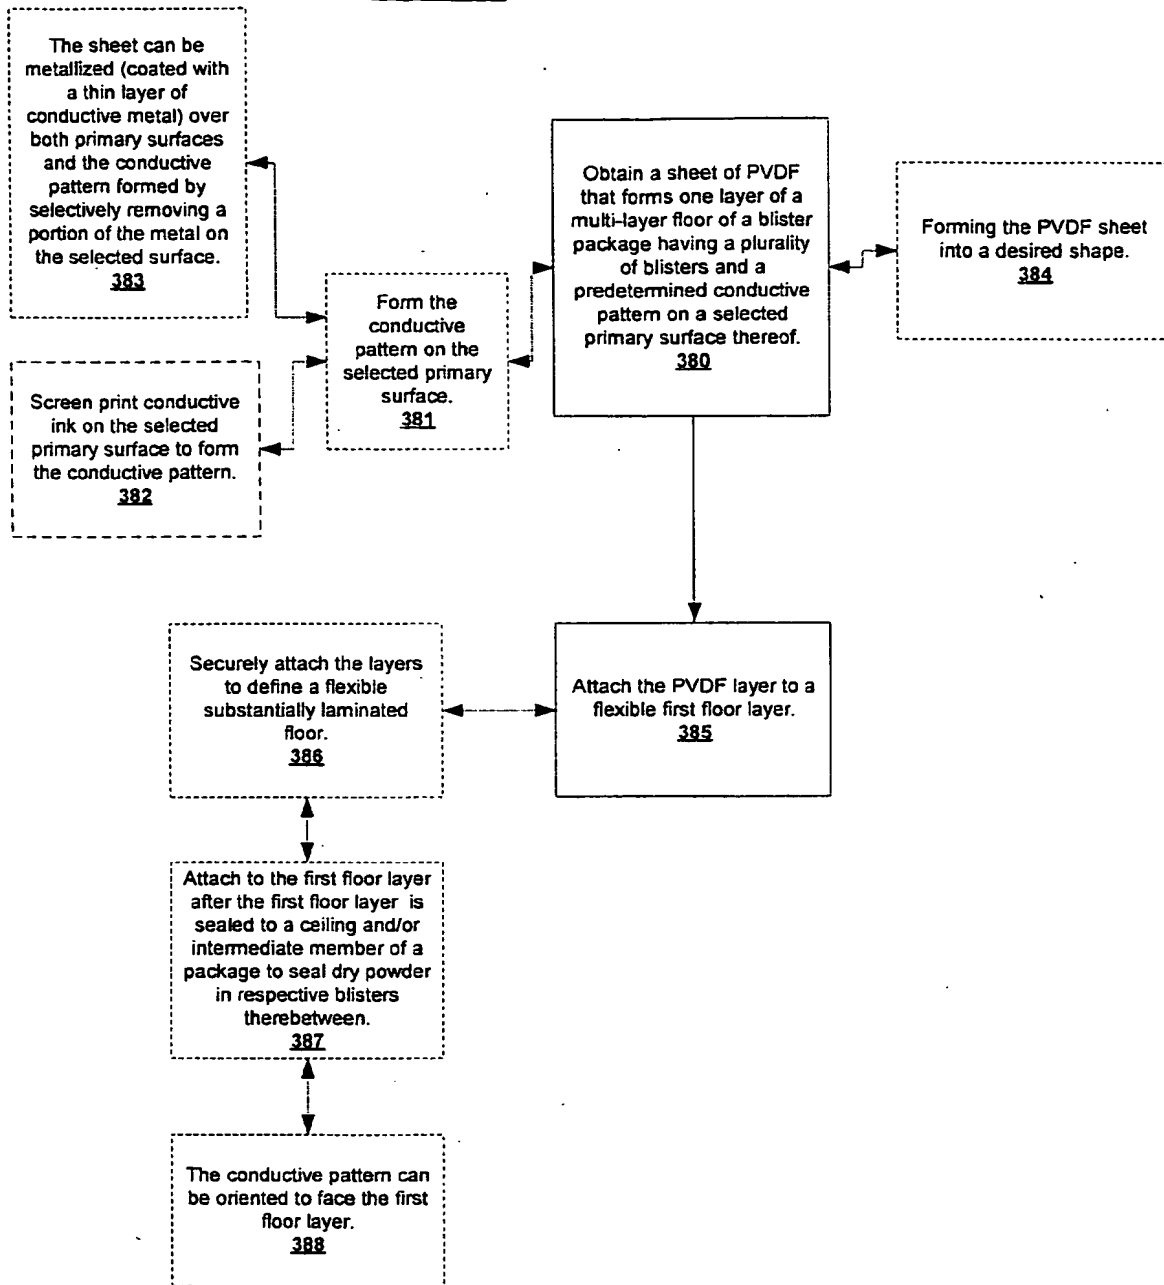 The sheet can be
metallized (coated with
a thin layer of
conductive metal) over
both primary surfaces
and the conductive
pattern formed by
selectively removing a
portion of the metal on
the selected surface.
383
Screen print conductive
ink on the selected
primary surface to form
the conductive pattern.
382
Form the
conductive
pattern on the
selected primary
surface.
381
Obtain a sheet of PVDF
that forms one layer of a
multi-layer floor of a blister
package having a plurality
of blisters and a
predetermined conductive
pattern on a selected
primary surface thereof.
380
Forming the PVDF sheet
into a desired shape.
384
Attach the PVDF layer to a
flexible first floor layer.
385
Securely attach the layers
to define a flexible
substantially laminated
floor.
386
Attach to the first floor layer
after the first floor layer is
sealed to a ceiling and/or
intermediate member of a
package to seal dry powder
in respective blisters
therebetween.
387
The conductive pattern can
be oriented to face the first
floor layer.
388